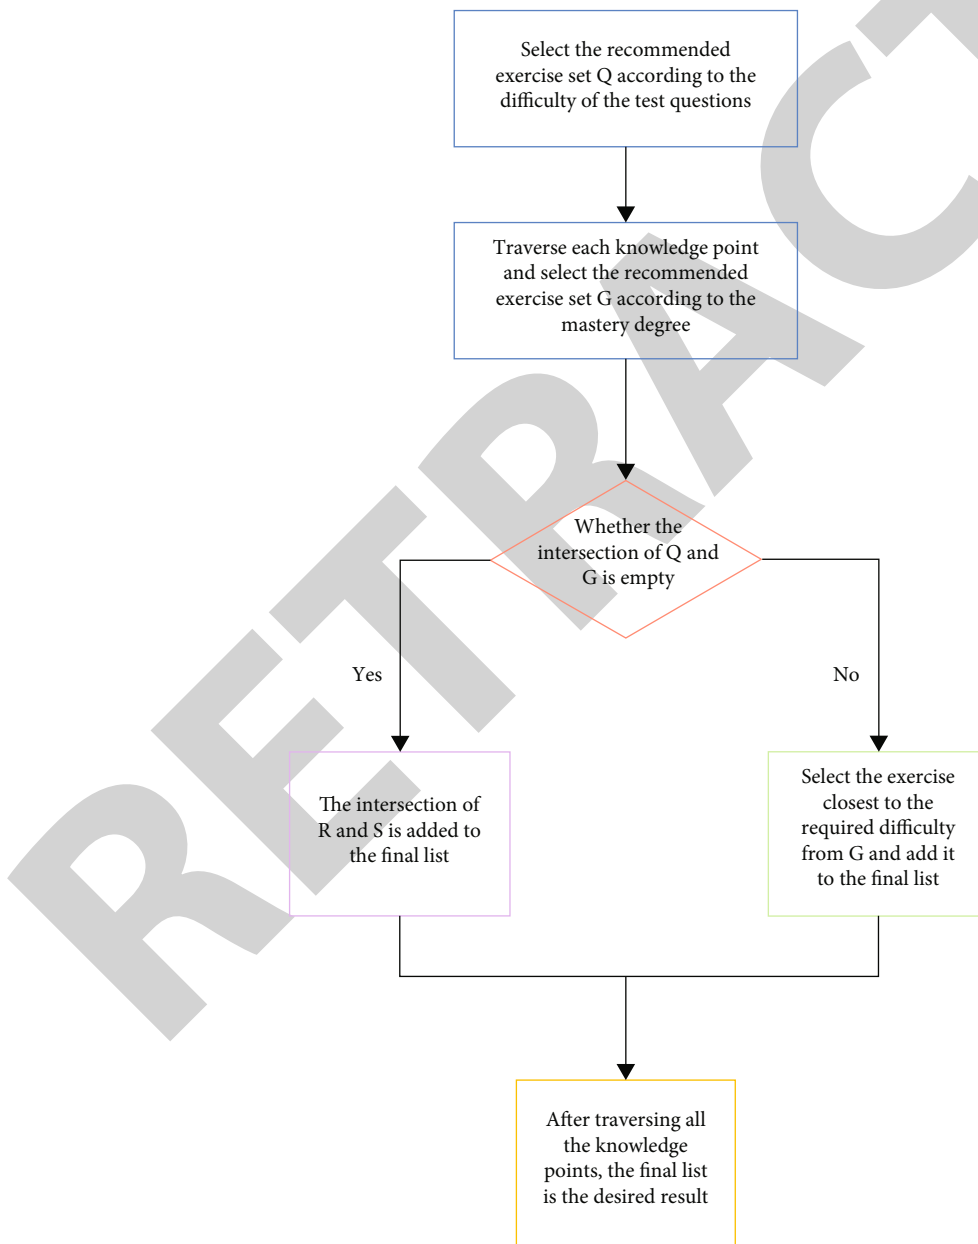 Select the recommended
exercise set Q according to the
difficulty of the test questions
Traverse each knowledge point
and select the recommended
exercise set G according to the
mastery degree
Whether the
intersection of Q and
G is empty
Yes
No
The intersection of
R and S is added to
the final list
Select the exercise
closest to the
required difficulty
from G and add it
to the final list
After traversing all
the knowledge
points, the final list
is the desired result
RETRACT